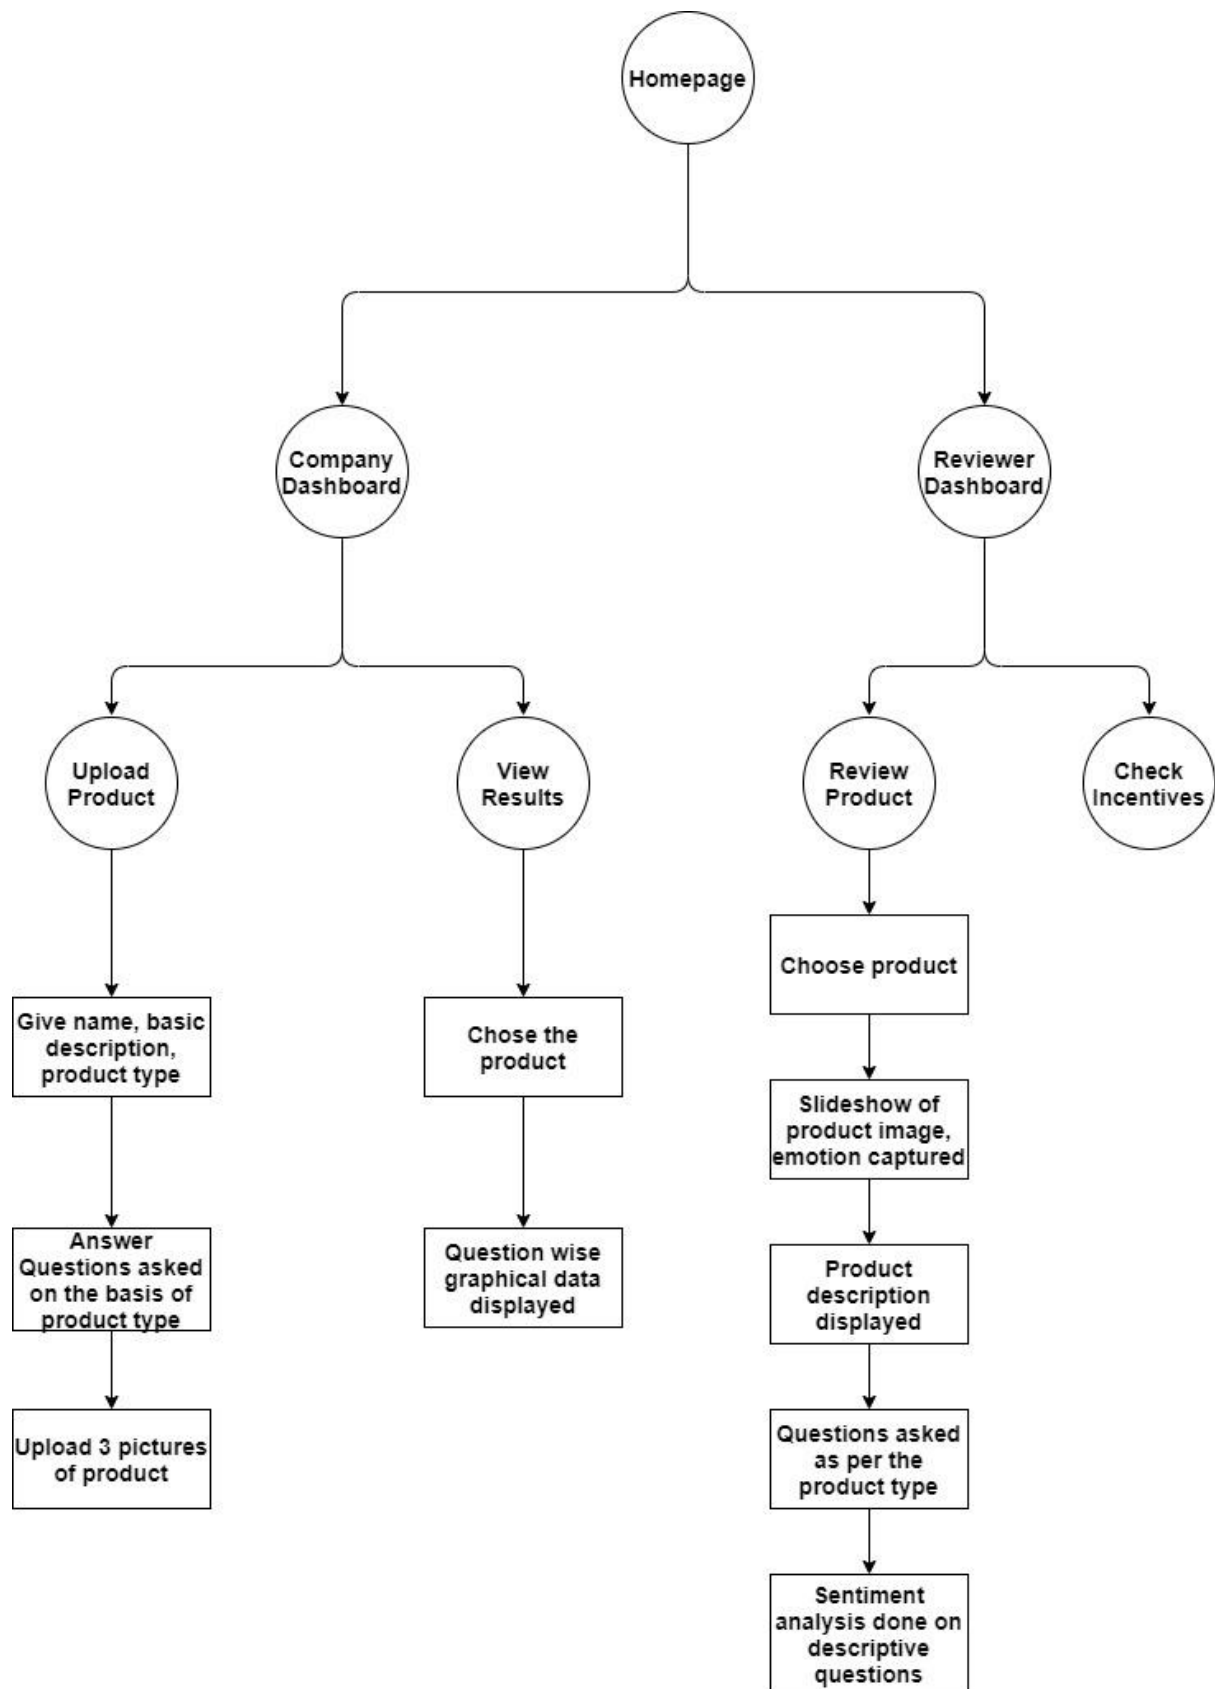 Homepage
Company
Dashboard
Reviewer
Dashboard
Upload
Product
View
Results
Review
Product
Check
Incentives
Give name, basic
description,
product type
Answer
Questions asked
on the basis of
product type
Upload 3 pictures
of product
Chose the
product
Question wise
graphical data
displayed
Choose product
Slideshow of
product image,
emotion captured
Product
description
displayed
Questions asked
as per the
product type
Sentiment
analysis done on
descriptive
questions